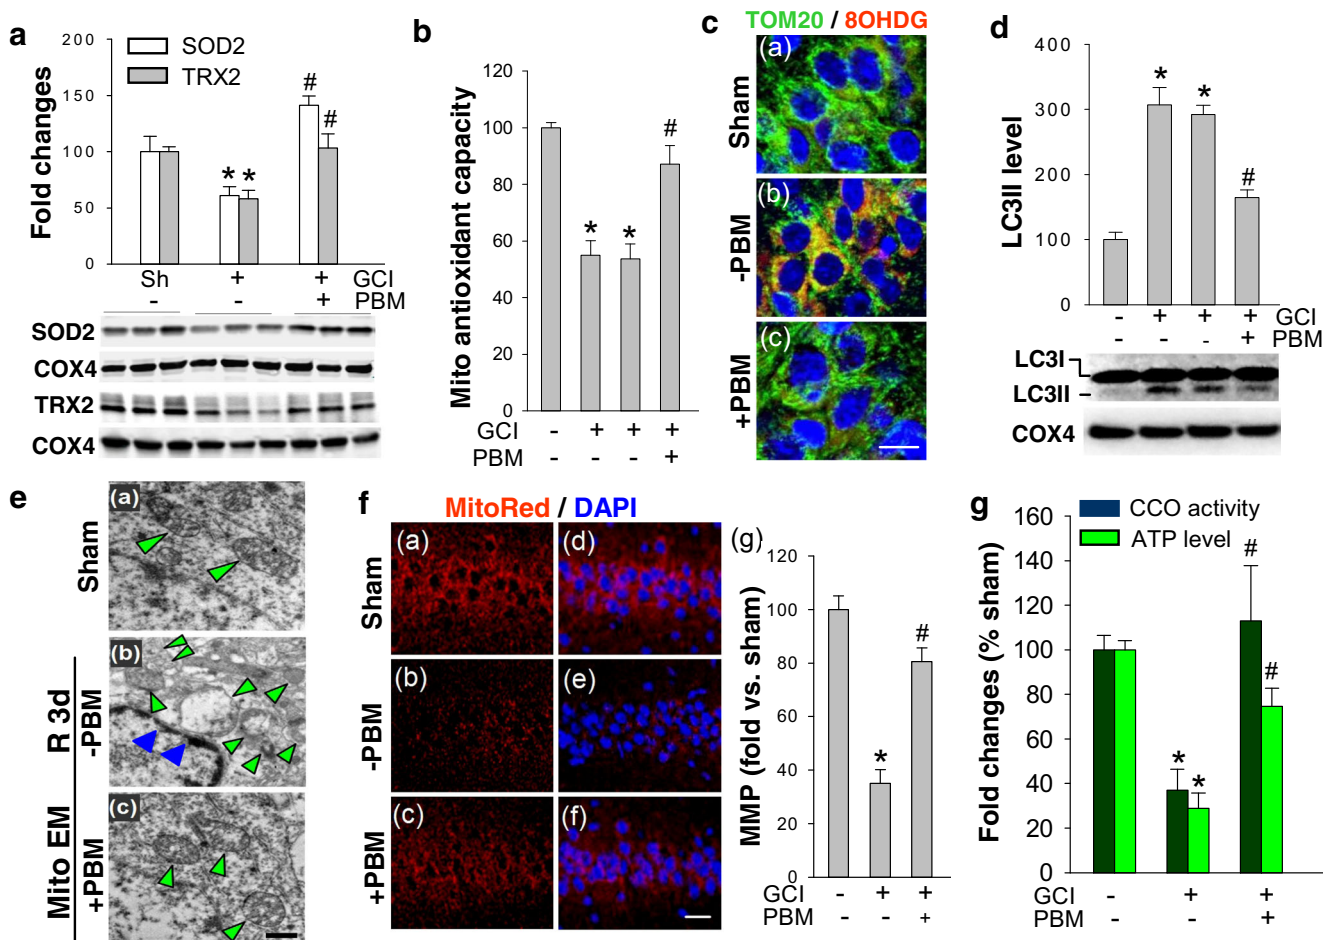 a
200
SOD2
TRX2
150
100
50
0
Fold changes
#
#
* *
Sh + + GCI
- - + PBM
SOD2
COX4
TRX2
COX4
b
120
100
80
60
40
20
0
Mito antioxidant capacity
* * #
GCI - + + +
PBM - - - +
c
TOM20 / 8OHDG
(a)
Sham
(b)
-PBM
(c)
+PBM
d
400
300
200
100
0
LC3II level
* * #
- + + + GCI
- - - + PBM
LC3I
LC3II
COX4
e
(a)
Sham
(b)
R 3d
-PBM
(c)
Mito EM
+PBM
f
MitoRed / DAPI
(a) (d)
Sham
(b) (e)
-PBM
(c) (f)
+PBM
(g)
120
100
80
60
40
20
0
MMP (fold vs. sham)
* #
GCI - + +
PBM - - +
g
160
140
120
100
80
60
40
20
0
CCO activity
ATP level
Fold changes (% sham)
* * # #
GCI - + +
PBM - - +